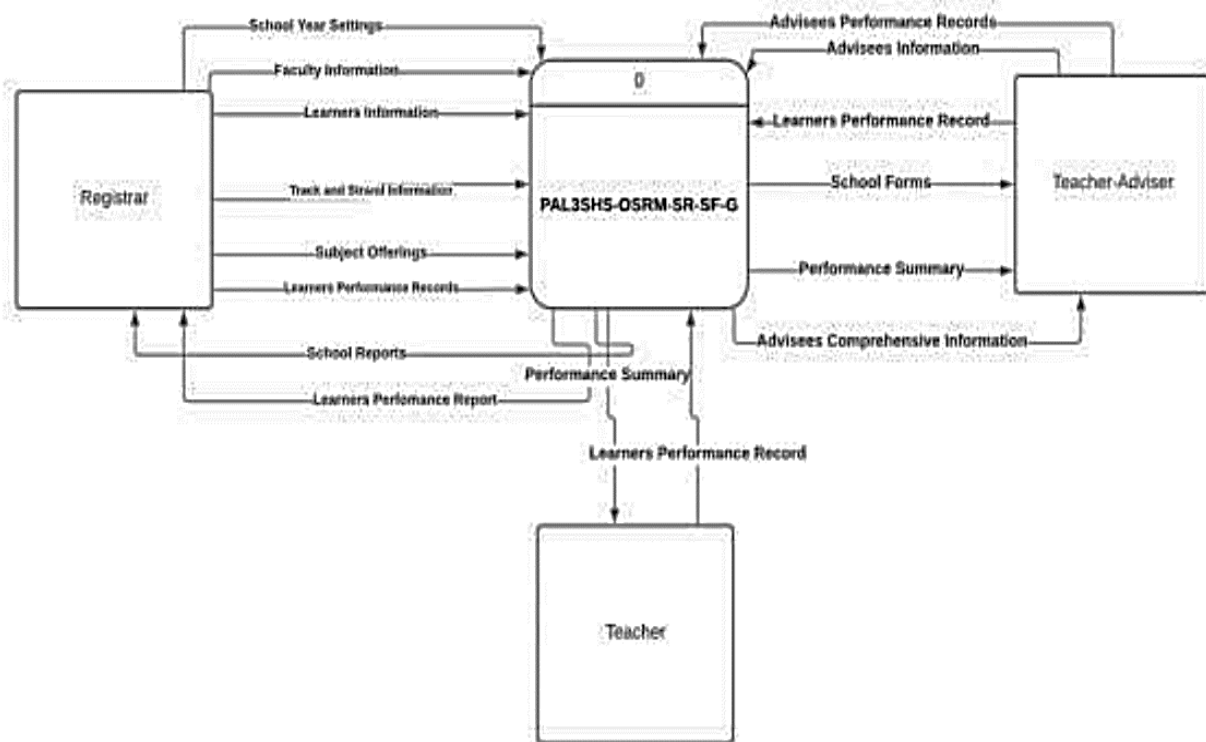 School Year Settings
Advisees Performance Records
Advisees Information
Faculty Information
0
Learners Information
Learners Performance Record
Registrar
Track and Strand Information
PAL3SHS-OSRM-SR-SF-G
School Forms
Teacher-Adviser
Subject Offerings
Performance Summary
Learners Performance Records
School Reports
Advisees Comprehensive Information
Performance Summary
Learners Perfomance Report
Learners Performance Record
Teacher